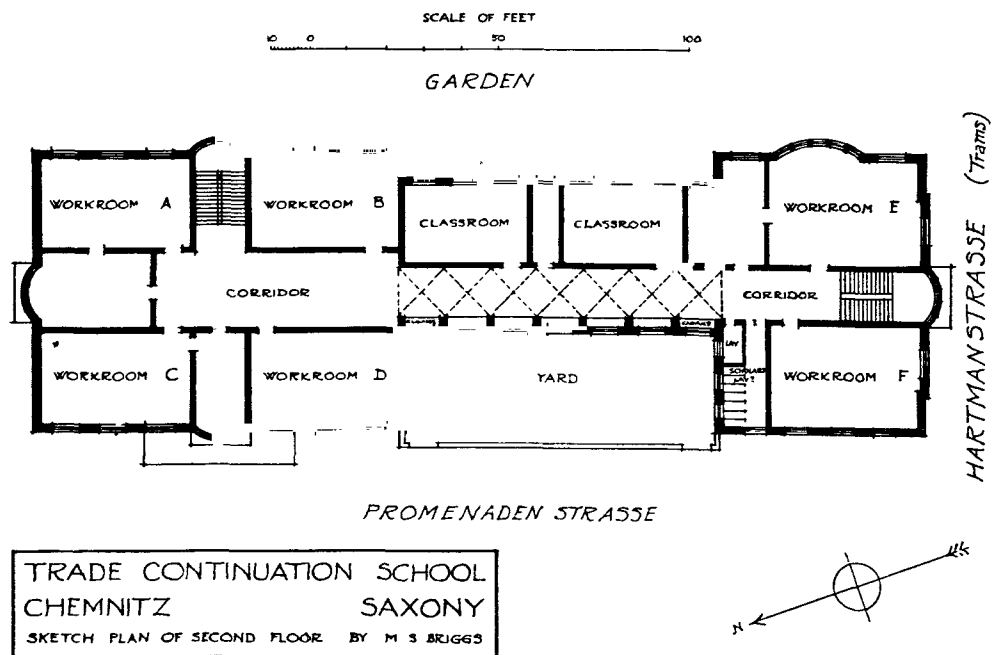 SCALE OF FEET
10 0 50 100
GARDEN
HARTMANSTRASSE (Trams)
WORKROOM A
WORKROOM B
CLASSROOM
CLASSROOM
WORKROOM E
CORRIDOR
CORRIDOR
WORKROOM C
WORKROOM D
YARD
LAV
WORKROOM F
PROMENADEN STRASSE
TRADE CONTINUATION SCHOOL
CHEMNITZ SAXONY
SKETCH PLAN OF SECOND FLOOR BY M S BRIGGS
N